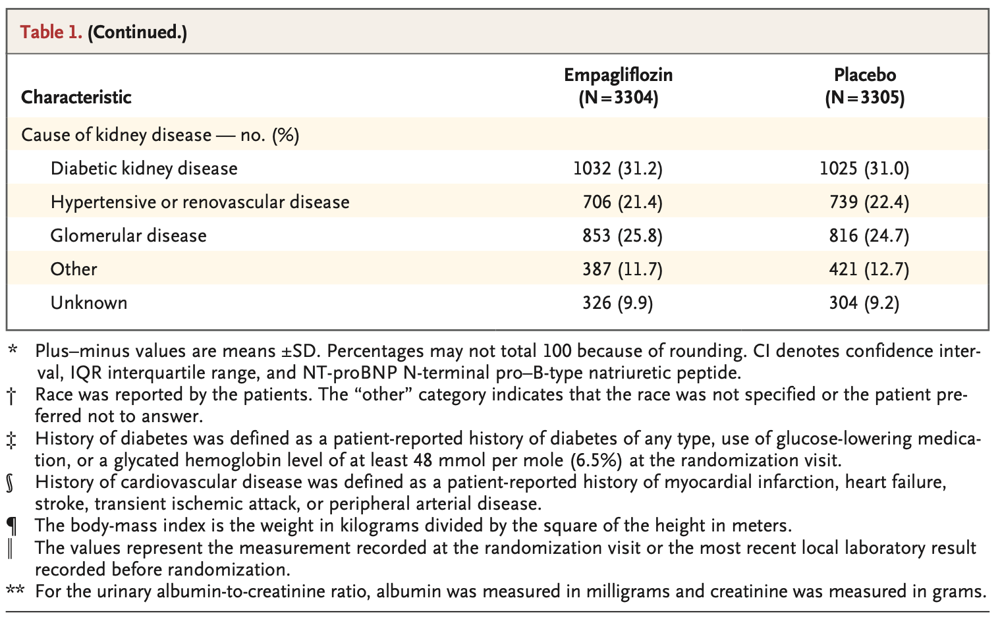 Table 1. (Continued.)
Characteristic Empagliflozin (N=3304) Placebo (N=3305)
Cause of kidney disease — no. (%)
Diabetic kidney disease 1032 (31.2) 1025 (31.0)
Hypertensive or renovascular disease 706 (21.4) 739 (22.4)
Glomerular disease 853 (25.8) 816 (24.7)
Other 387 (11.7) 421 (12.7)
Unknown 326 (9.9) 304 (9.2)
* Plus–minus values are means ±SD. Percentages may not total 100 because of rounding. CI denotes confidence inter-
val, IQR interquartile range, and NT-proBNP N-terminal pro–B-type natriuretic peptide.
† Race was reported by the patients. The “other” category indicates that the race was not specified or the patient pre-
ferred not to answer.
‡ History of diabetes was defined as a patient-reported history of diabetes of any type, use of glucose-lowering medica-
tion, or a glycated hemoglobin level of at least 48 mmol per mole (6.5%) at the randomization visit.
§ History of cardiovascular disease was defined as a patient-reported history of myocardial infarction, heart failure,
stroke, transient ischemic attack, or peripheral arterial disease.
¶ The body-mass index is the weight in kilograms divided by the square of the height in meters.
‖ The values represent the measurement recorded at the randomization visit or the most recent local laboratory result
recorded before randomization.
** For the urinary albumin-to-creatinine ratio, albumin was measured in milligrams and creatinine was measured in grams.